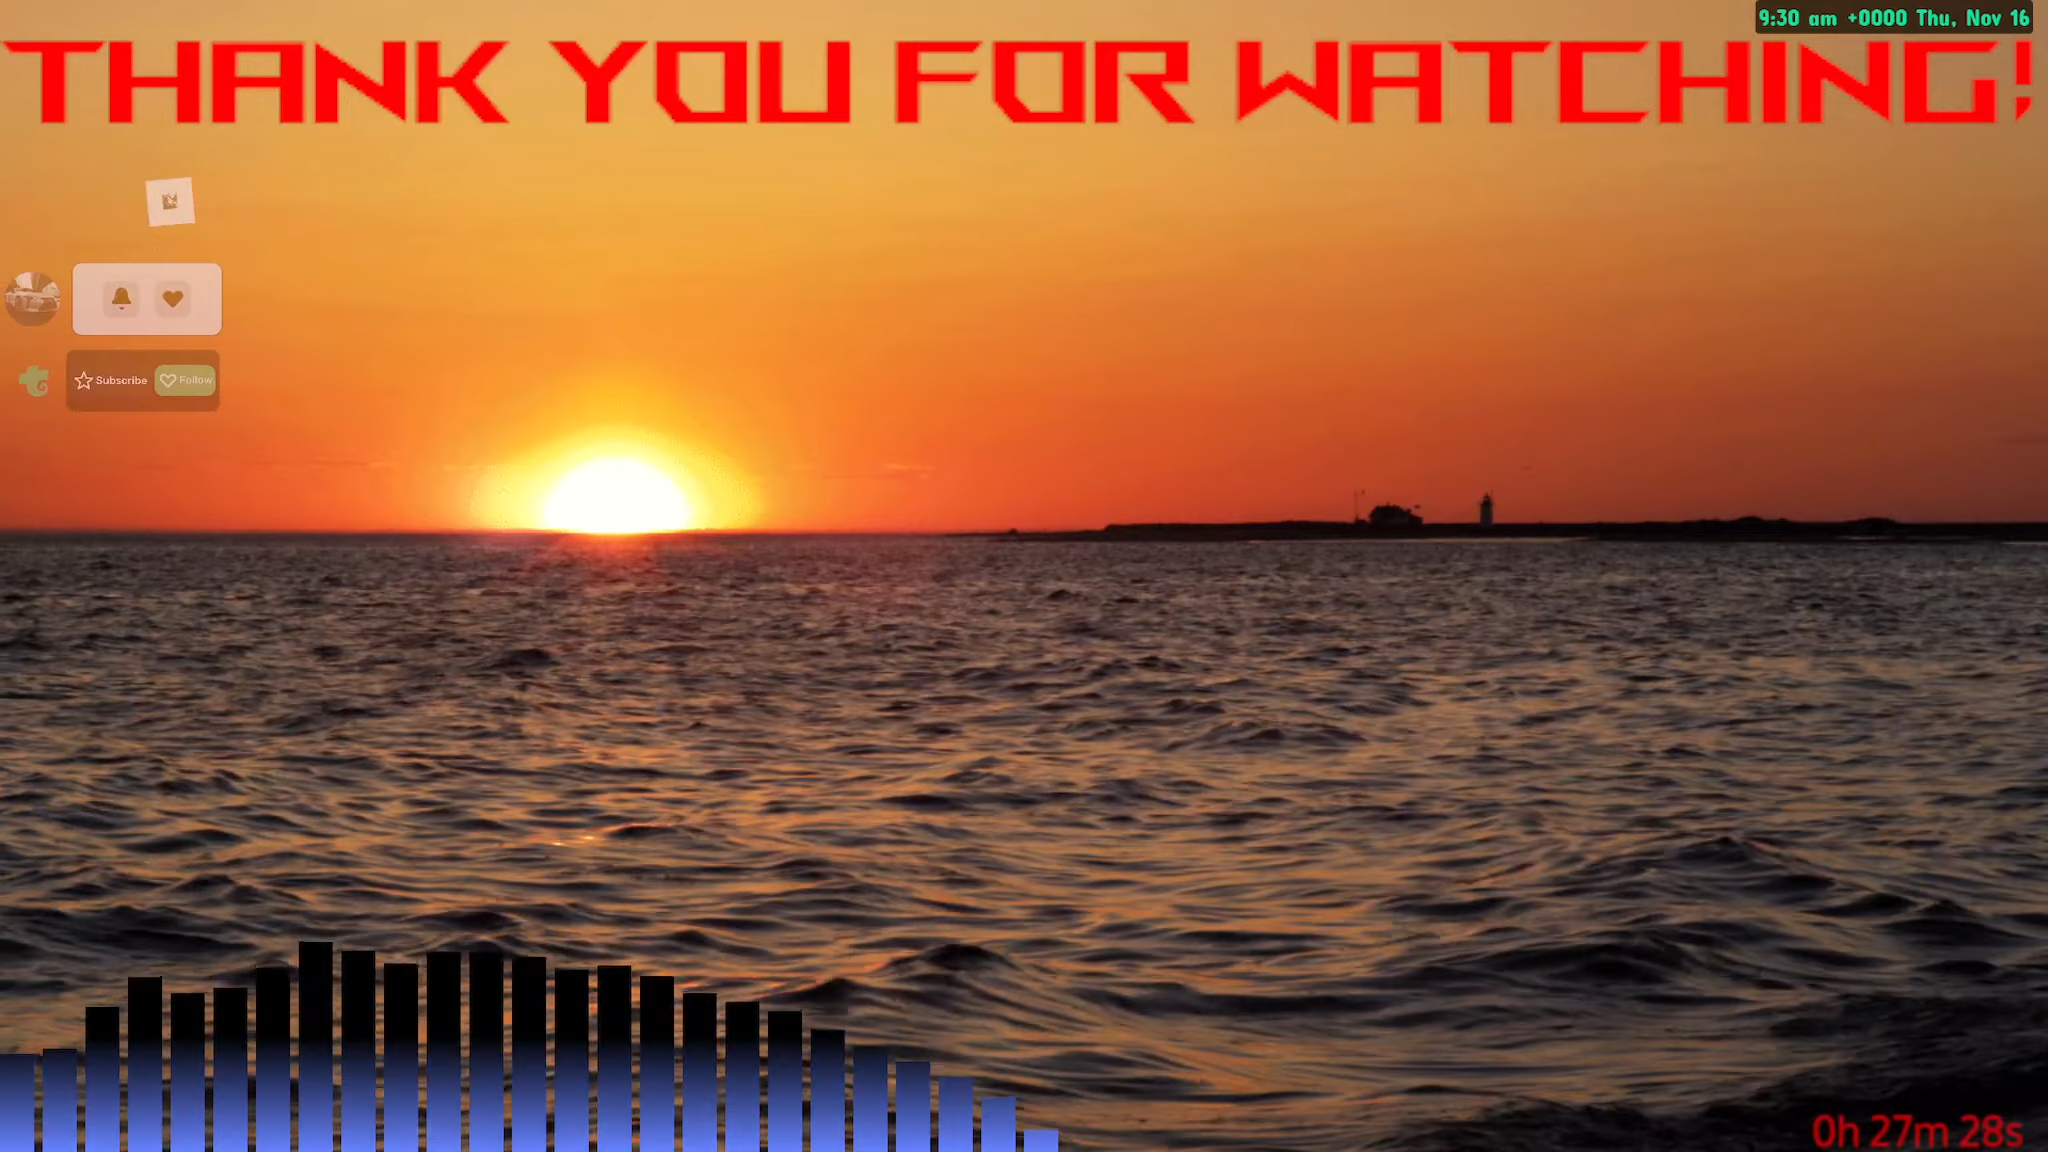 9:30 am +0000 Thu, Nov 16
THANK YOU FOR WATCHING!
Subscribe Follow
0h 27m 28s